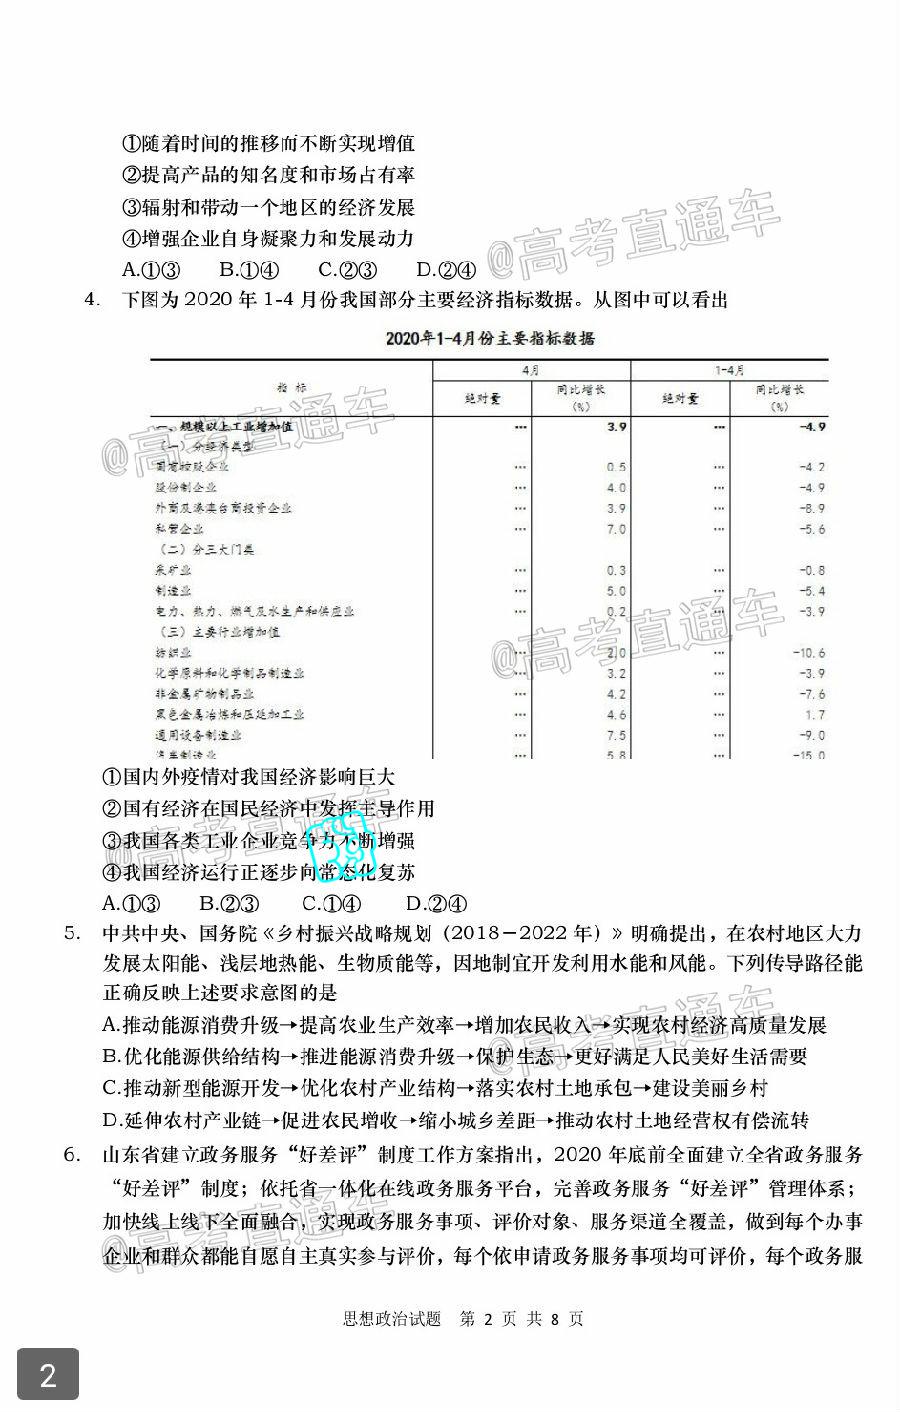 ①随着时间的推移而不断实现增值
②提高产品的知名度和市场占有率
③辐射和带动一个地区的经济发展
④增强企业自身凝聚力和发展动力
A.①③ B.①④ C.②③ D.②④
@高考直通车
4. 下图为 2020 年 1-4 月份我国部分主要经济指标数据。从图中可以看出
2020年1-4月份主要指标数据
指 标 4月 1-4月
绝对量 同比增长（%） 绝对量 同比增长（%）
一、规模以上工业增加值 … 3.9 … -4.9
（一）分经济类型
国有控股企业 … 0.5 … -4.2
股份制企业 … 4.0 … -4.9
外商及港澳台商投资企业 … 3.9 … -8.9
私营企业 … 7.0 … -5.6
@高考直通车
（二）分三大门类
采矿业 … 0.3 … -0.8
制造业 … 5.0 … -5.4
电力、热力、燃气及水生产和供应业 … 0.2 … -3.9
（三）主要行业增加值
纺织业 … 2.0 … -10.6
@高考直通车
化学原料和化学制品制造业 … 3.2 … -3.9
非金属矿物制品业 … 4.2 … -7.6
黑色金属冶炼和压延加工业 … 4.6 … 1.7
通用设备制造业 … 7.5 … -9.0
汽车制造业 … 5.8 … -15.0
①国内外疫情对我国经济影响巨大
②国有经济在国民经济中发挥主导作用
③我国各类工业企业竞争力不断增强
④我国经济运行正逐步向常态化复苏
@高考直通车
A.①③ B.②③ C.①④ D.②④
5. 中共中央、国务院《乡村振兴战略规划（2018－2022 年）》明确提出，在农村地区大力
发展太阳能、浅层地热能、生物质能等，因地制宜开发利用水能和风能。下列传导路径能
正确反映上述要求意图的是
A.推动能源消费升级→提高农业生产效率→增加农民收入→实现农村经济高质量发展
B.优化能源供给结构→推进能源消费升级→保护生态→更好满足人民美好生活需要
@高考直通车
C.推动新型能源开发→优化农村产业结构→落实农村土地承包→建设美丽乡村
D.延伸农村产业链→促进农民增收→缩小城乡差距→推动农村土地经营权有偿流转
6. 山东省建立政务服务“好差评”制度工作方案指出，2020 年底前全面建立全省政务服务
“好差评”制度；依托省一体化在线政务服务平台，完善政务服务“好差评”管理体系；
加快线上线下全面融合，实现政务服务事项、评价对象、服务渠道全覆盖，做到每个办事
企业和群众都能自愿自主真实参与评价，每个依申请政务服务事项均可评价，每个政务服
@高考直通车
思想政治试题 第 2 页 共 8 页
2